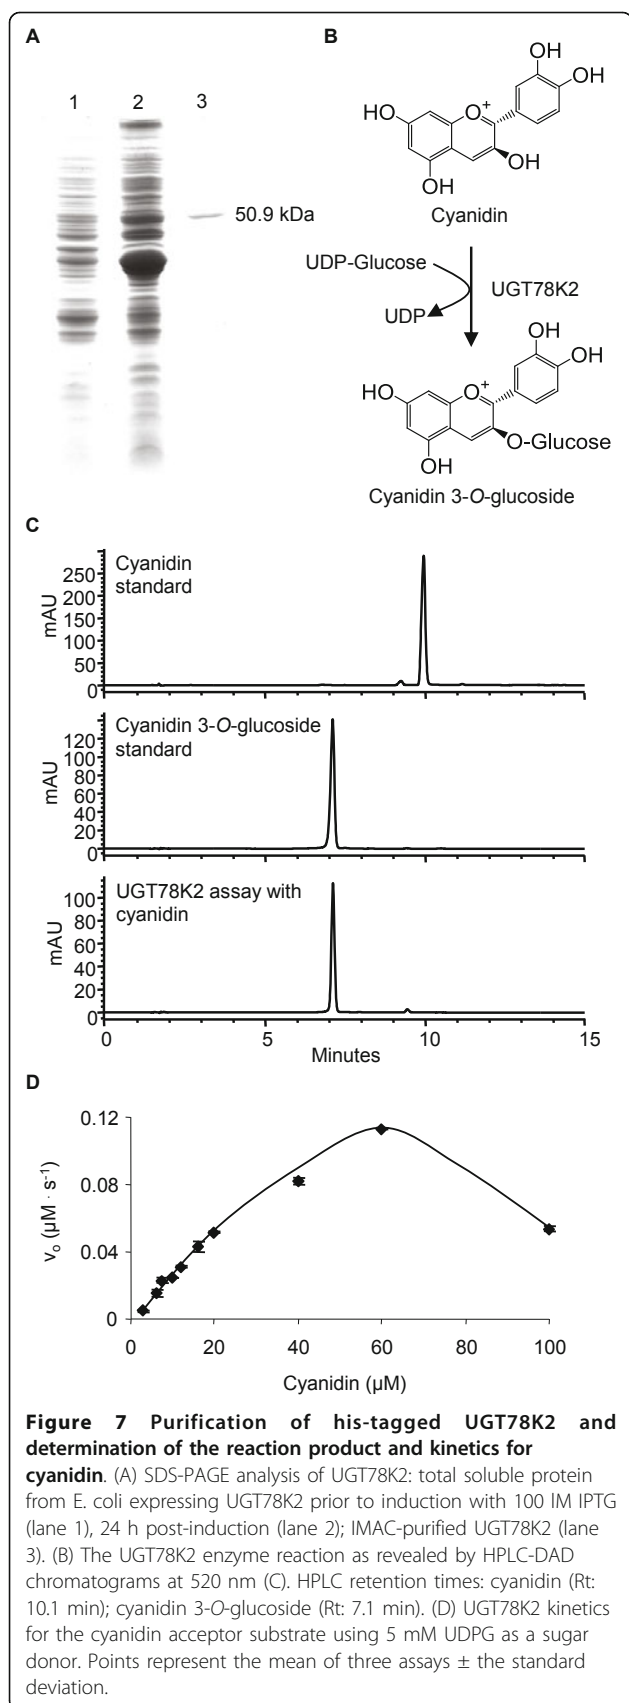 A
B
1 2 3
50.9 kDa
OH
OH
HO
O+
OH
OH
Cyanidin
UDP-Glucose
UGT78K2
UDP
OH
OH
HO
O+
O-Glucose
OH
Cyanidin 3-O-glucoside
C
Cyanidin
standard
mAU
250
200
150
100
50
0
Cyanidin 3-O-glucoside
standard
mAU
120
100
80
60
40
20
0
UGT78K2 assay with
cyanidin
mAU
100
80
60
40
20
0
0 5 10 15
Minutes
D
0.12
0.08
0.04
0
vo (µM · s-1)
0 20 40 60 80 100
Cyanidin (µM)
Figure 7 Purification of his-tagged UGT78K2 and
determination of the reaction product and kinetics for
cyanidin. (A) SDS-PAGE analysis of UGT78K2: total soluble protein
from E. coli expressing UGT78K2 prior to induction with 100 lM IPTG
(lane 1), 24 h post-induction (lane 2); IMAC-purified UGT78K2 (lane
3). (B) The UGT78K2 enzyme reaction as revealed by HPLC-DAD
chromatograms at 520 nm (C). HPLC retention times: cyanidin (Rt:
10.1 min); cyanidin 3-O-glucoside (Rt: 7.1 min). (D) UGT78K2 kinetics
for the cyanidin acceptor substrate using 5 mM UDPG as a sugar
donor. Points represent the mean of three assays ± the standard
deviation.